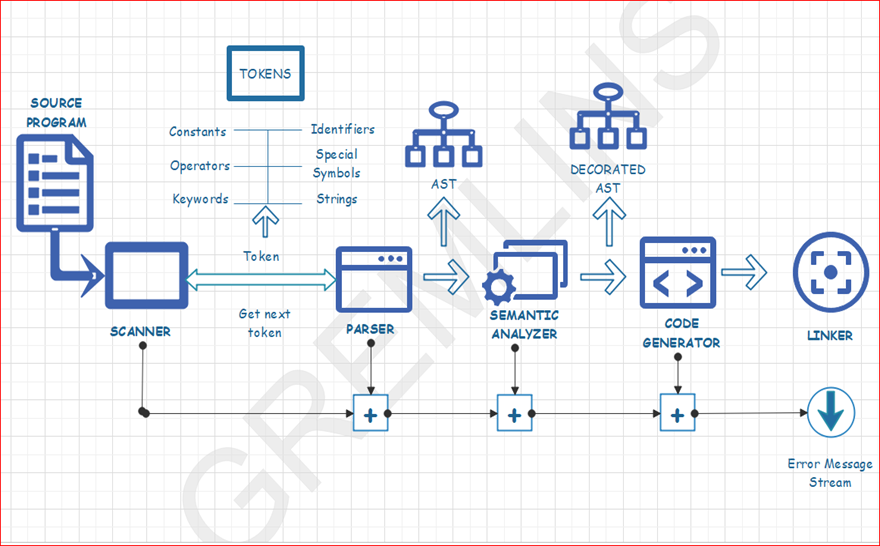 TOKENS
SOURCE
PROGRAM
Constants
Identifiers
Operators
Special
Symbols
Keywords
Strings
AST
DECORATED
AST
Token
Get next
token
SCANNER
PARSER
SEMANTIC
ANALYZER
CODE
GENERATOR
LINKER
+
+
+
Error Message
Stream
GREMLINS